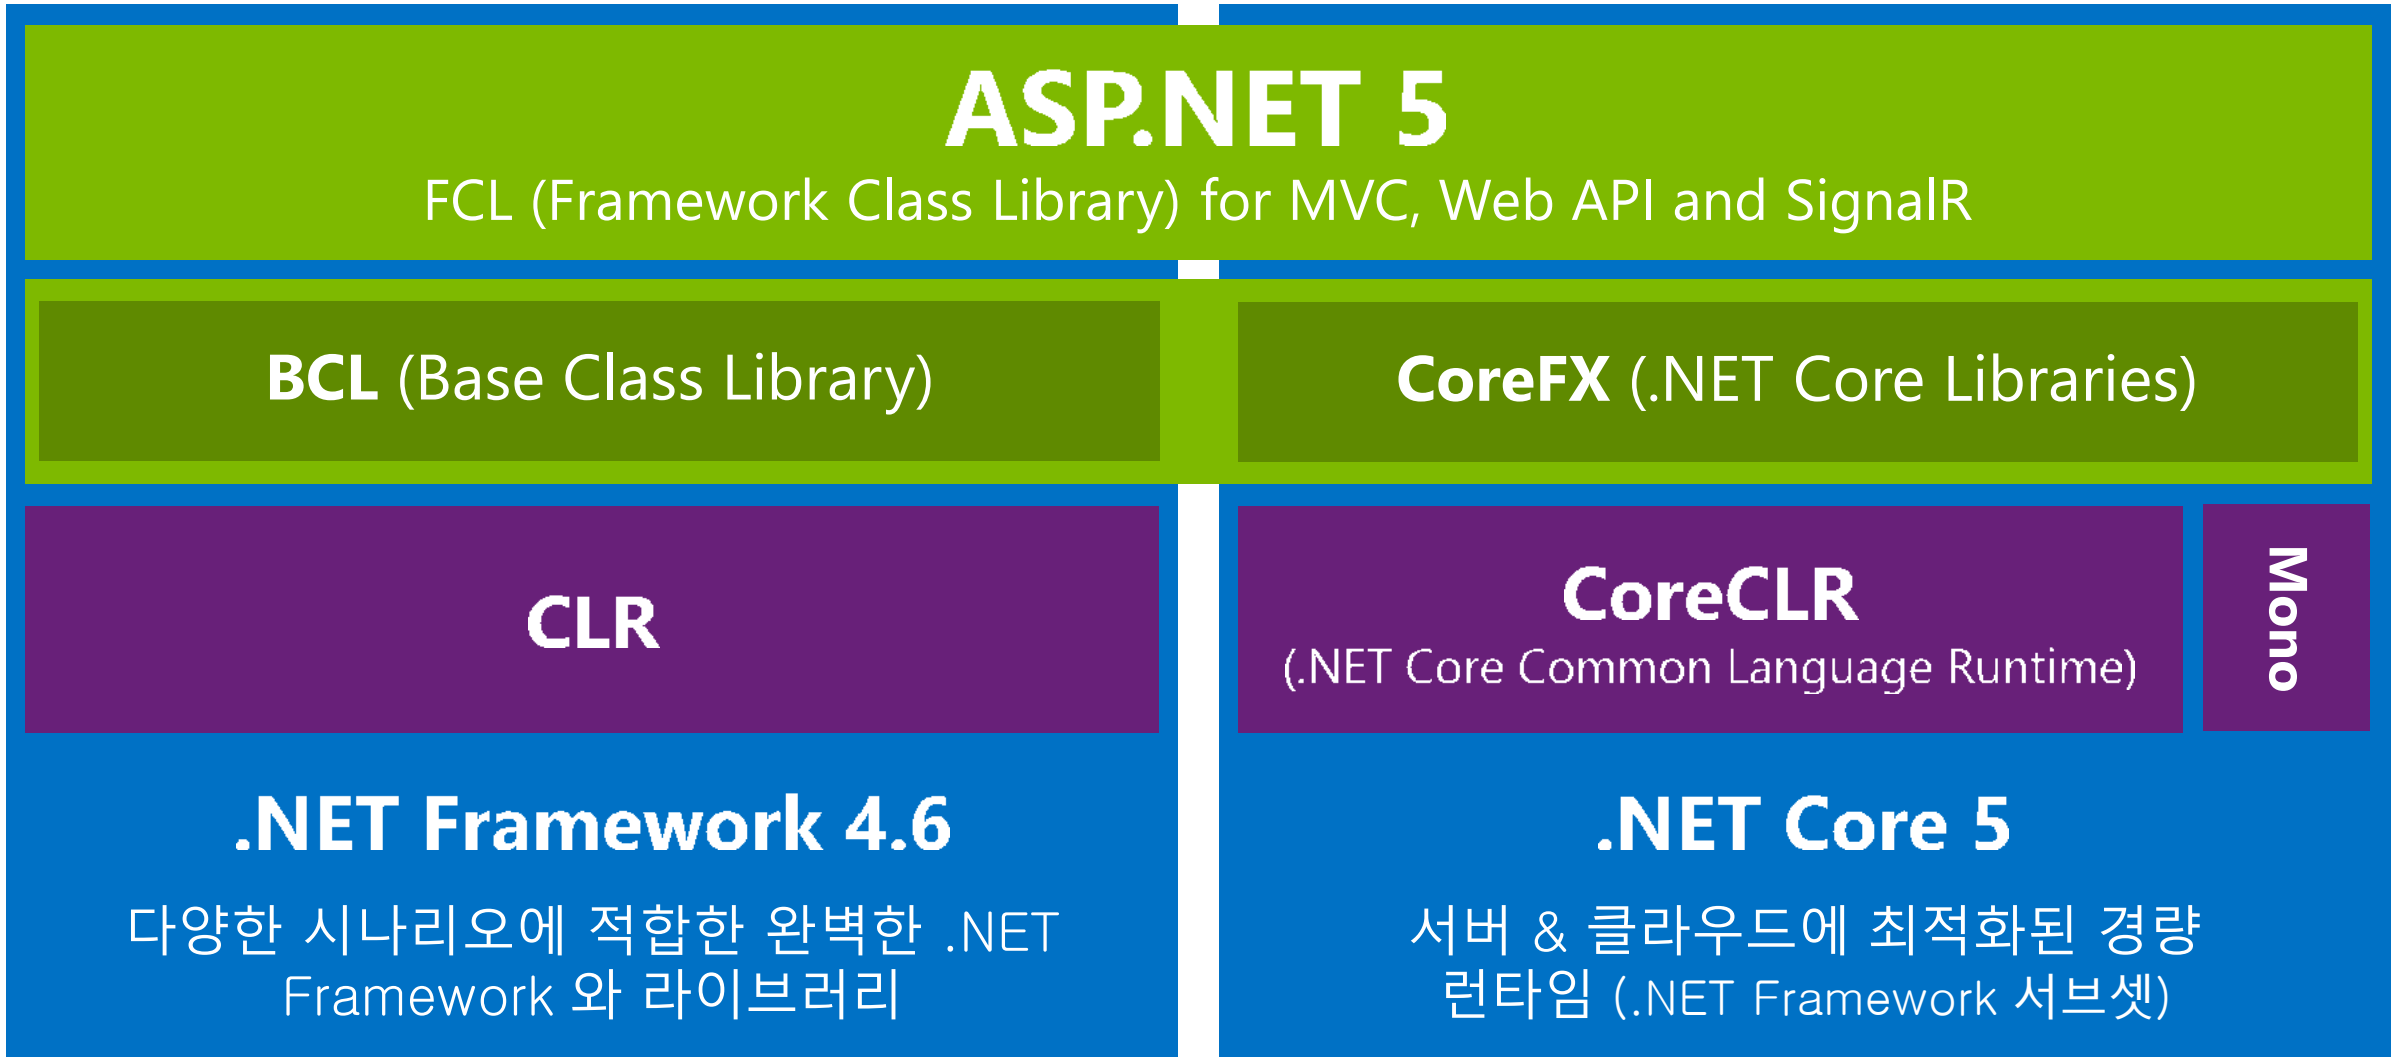 ASP.NET 5
FCL (Framework Class Library) for MVC, Web API and SignalR
BCL (Base Class Library)
CoreFX (.NET Core Libraries)
CLR
CoreCLR
(.NET Core Common Language Runtime)
Mono
.NET Framework 4.6
다양한 시나리오에 적합한 완벽한 .NET
Framework 와 라이브러리
.NET Core 5
서버 & 클라우드에 최적화된 경량
런타임 (.NET Framework 서브셋)